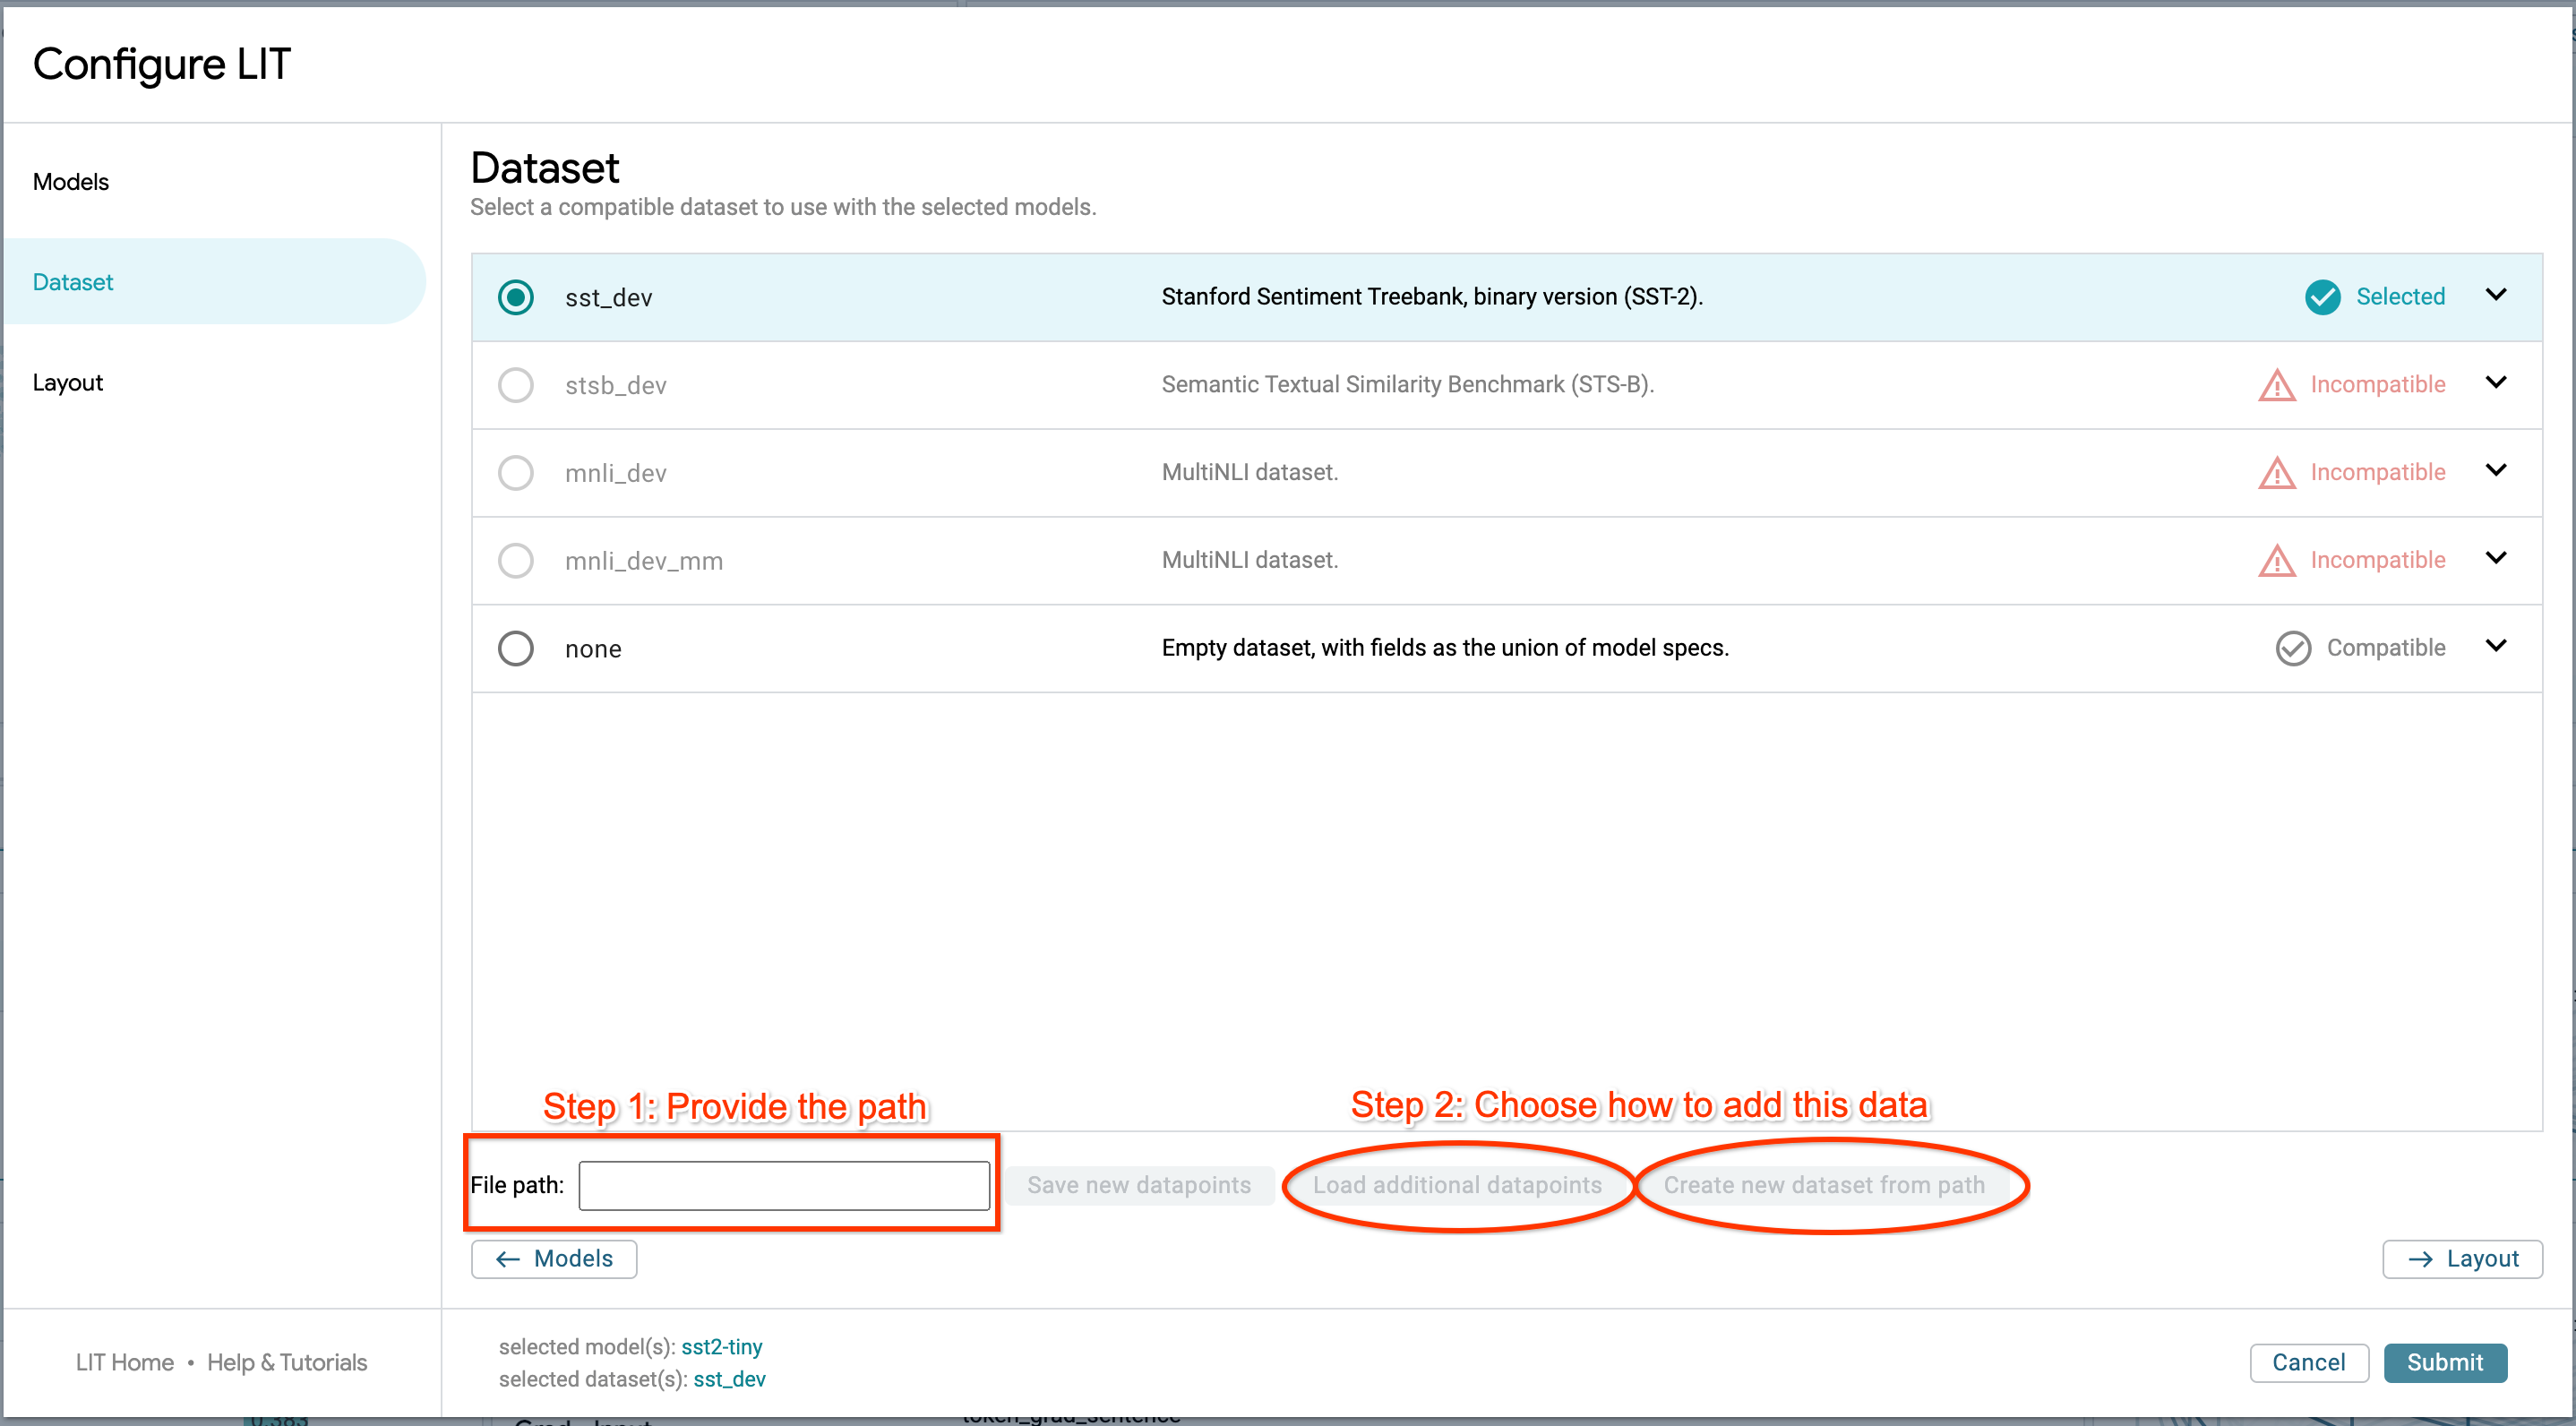 Configure LIT
Models
Dataset
Layout
Dataset
Select a compatible dataset to use with the selected models.
sst_dev Stanford Sentiment Treebank, binary version (SST-2). Selected
stsb_dev Semantic Textual Similarity Benchmark (STS-B). Incompatible
mnli_dev MultiNLI dataset. Incompatible
mnli_dev_mm MultiNLI dataset. Incompatible
none Empty dataset, with fields as the union of model specs. Compatible
Step 1: Provide the path Step 2: Choose how to add this data
File path: Save new datapoints Load additional datapoints Create new dataset from path
← Models → Layout
LIT Home • Help & Tutorials
selected model(s): sst2-tiny
selected dataset(s): sst_dev
Cancel Submit
0.383 token_grad_sentence